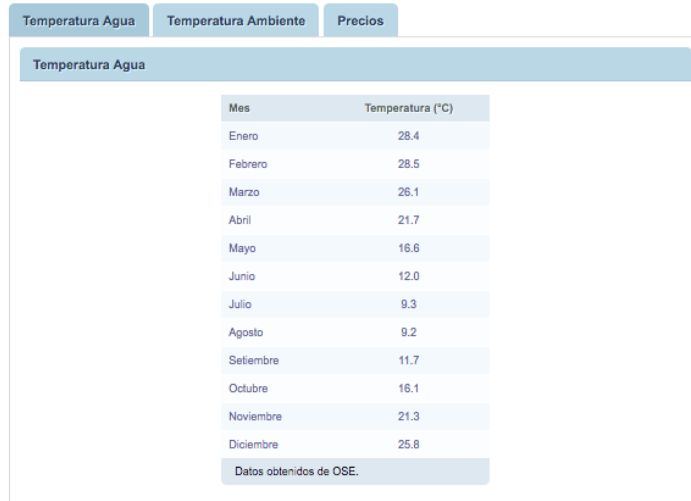 Temperatura Agua Temperatura Ambiente Precios
Temperatura Agua
Mes Temperatura (°C)
Enero 28.4
Febrero 28.5
Marzo 26.1
Abril 21.7
Mayo 16.6
Junio 12.0
Julio 9.3
Agosto 9.2
Setiembre 11.7
Octubre 16.1
Noviembre 21.3
Diciembre 25.8
Datos obtenidos de OSE.